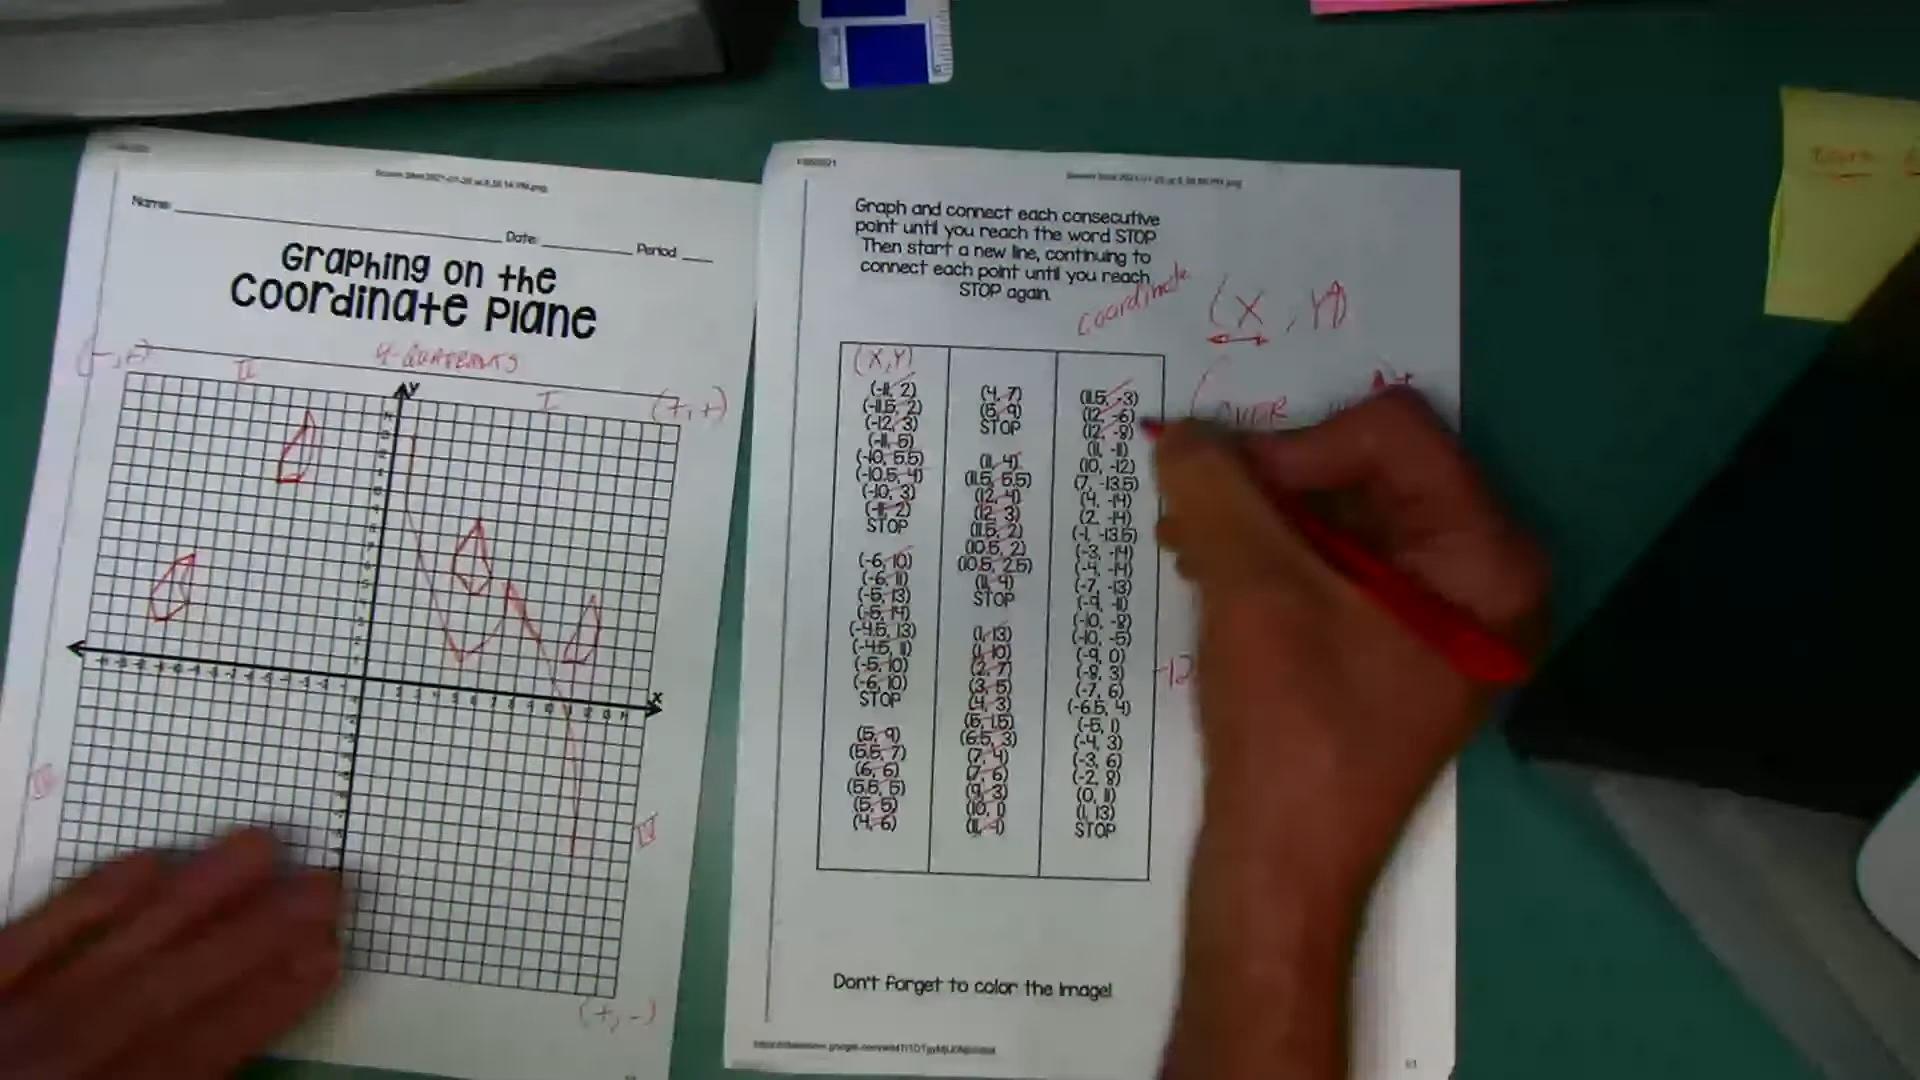 Name: Date: Period
Graphing on the
Coordinate Plane
4-QUADRANTS
II
I
(+,+)
y
x
IV
(+,-)
Graph and connect each consecutive
point until you reach the word STOP
Then start a new line, continuing to
connect each point until you reach
STOP again.
coordinate
(X, Y)
OVER
(X,Y)
(-11, 2)
(-11.5, 2)
(-12, 3)
(-11, 5)
(-10, 5.5)
(-10.5, 4)
(-10, 3)
(-11, 2)
STOP
(-6, 10)
(-6, 11)
(-5, 13)
(-5, 14)
(-4.5, 13)
(-4.5, 11)
(-5, 10)
(-6, 10)
STOP
(5, 9)
(5.5, 7)
(6, 6)
(5.5, 5)
(5, 5)
(4, 6)
(4, 7)
(5, 9)
STOP
(11, 4)
(11.5, 5.5)
(12, 4)
(12, 3)
(11.5, 2)
(10.5, 2)
(10.5, 2.5)
(11, 4)
STOP
(1, 13)
(1, 10)
(2, 7)
(3, 5)
(4, 3)
(5, 1.5)
(6.5, 3)
(7, 4)
(7, 6)
(9, 3)
(10, 1)
(11, -1)
(11.5, -3)
(12, -6)
(12, -8)
(11, -11)
(10, -12)
(7, -13.5)
(4, -14)
(2, -14)
(-1, -13.5)
(-3, -14)
(-4, -14)
(-7, -13)
(-9, -10)
(-10, -8)
(-10, -5)
(-9, 0)
(-8, 3)
(-7, 6)
(-6.5, 4)
(-5, 1)
(-4, 3)
(-3, 6)
(-2, 8)
(0, 11)
(1, 13)
STOP
Don't forget to color the image!